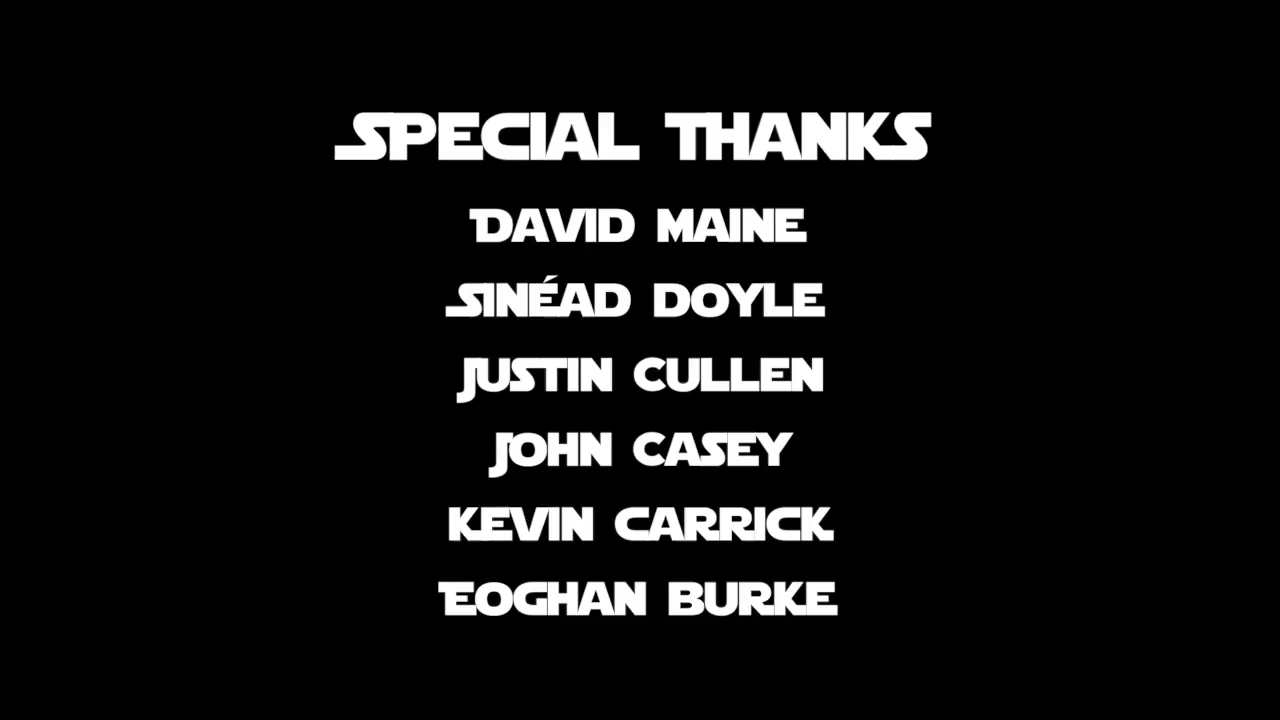 Special Thanks
David Maine
Sinéad Doyle
Justin Cullen
John Casey
Kevin Carrick
Eoghan Burke